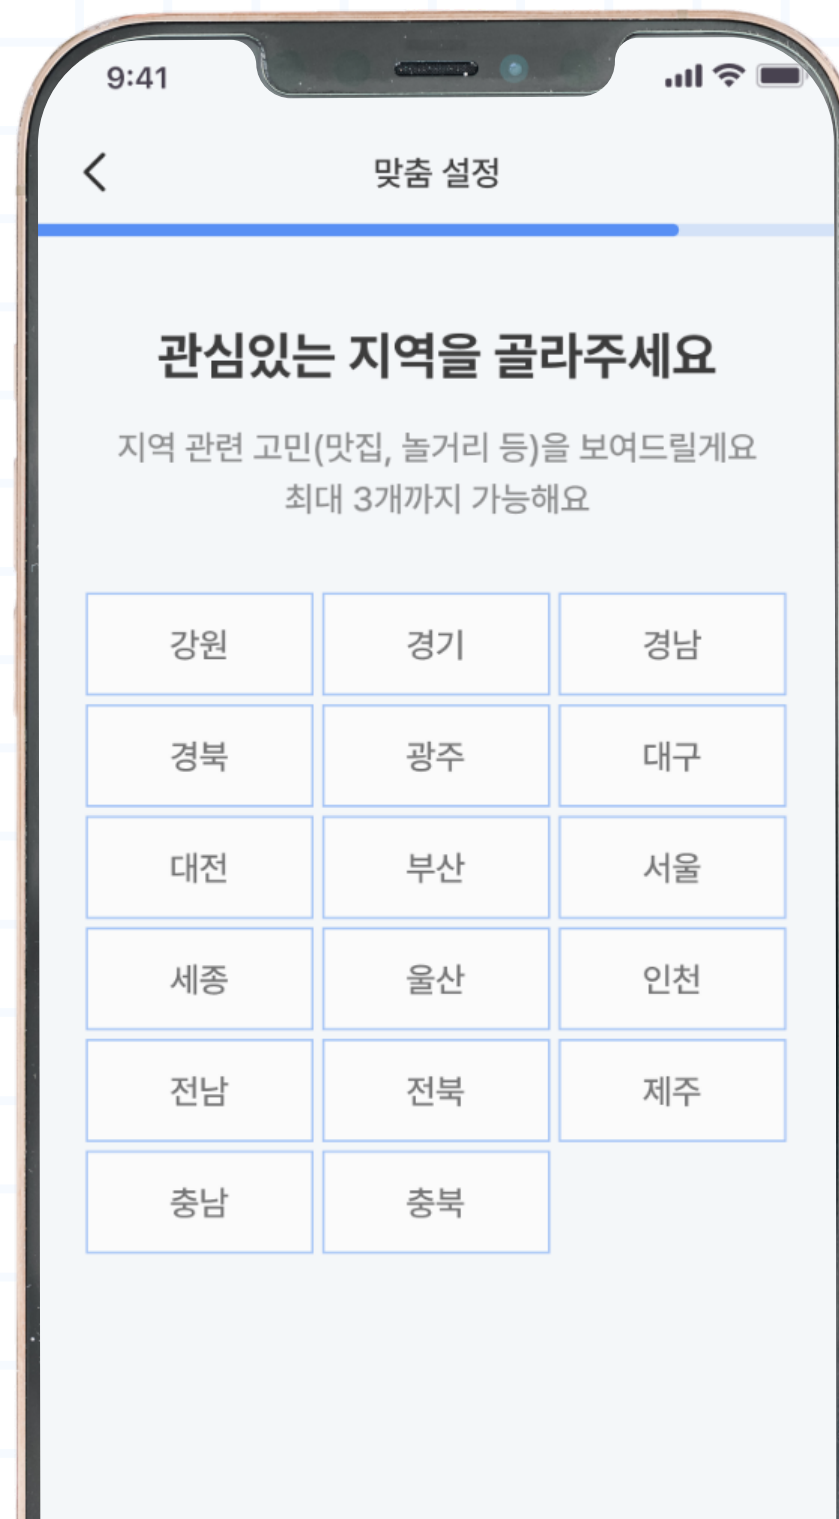 9:41
맞춤 설정
관심있는 지역을 골라주세요
지역 관련 고민(맛집, 놀거리 등)을 보여드릴게요
최대 3개까지 가능해요
강원 경기 경남
경북 광주 대구
대전 부산 서울
세종 울산 인천
전남 전북 제주
충남 충북